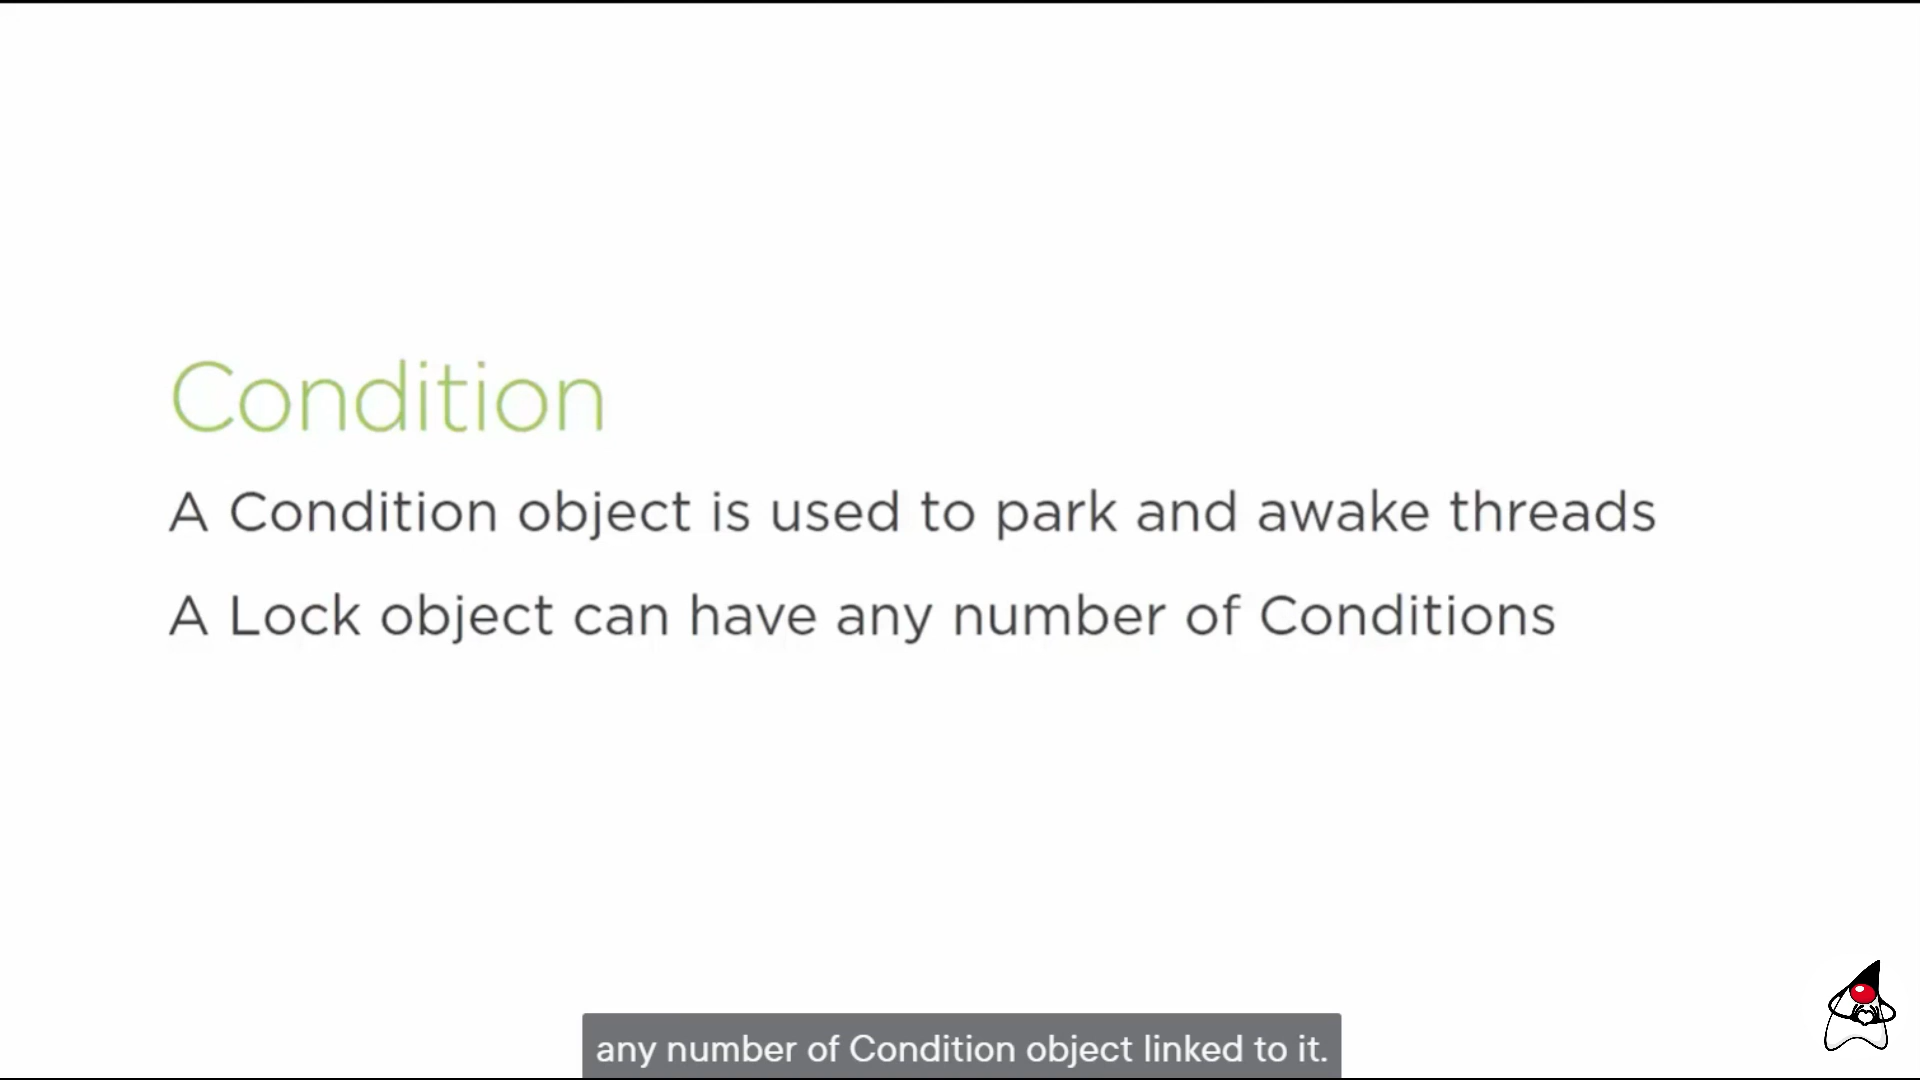 Condition
A Condition object is used to park and awake threads
A Lock object can have any number of Conditions
any number of Condition object linked to it.